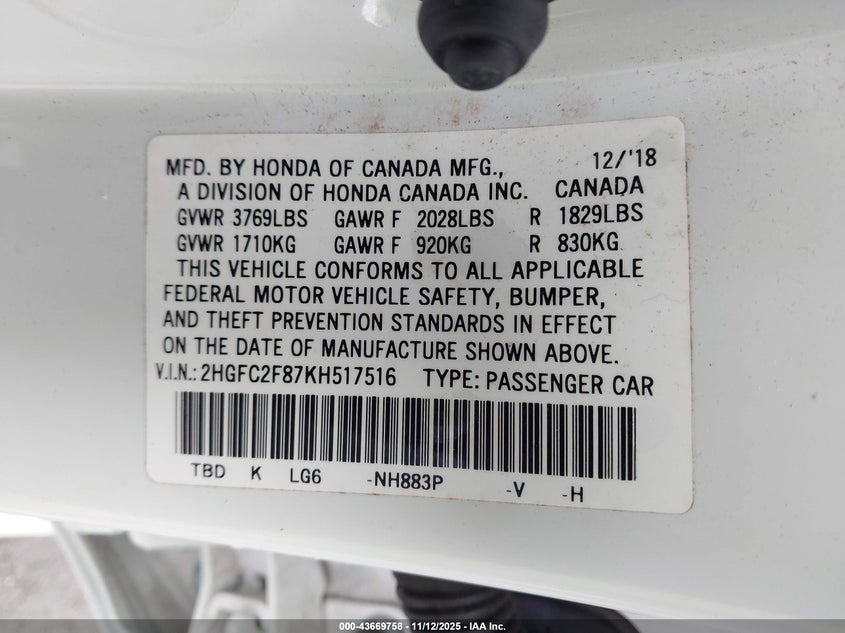 MFD. BY HONDA OF CANADA MFG., 12/'18
A DIVISION OF HONDA CANADA INC. CANADA
GVWR 3769LBS GAWR F 2028LBS R 1829LBS
GVWR 1710KG GAWR F 920KG R 830KG
THIS VEHICLE CONFORMS TO ALL APPLICABLE
FEDERAL MOTOR VEHICLE SAFETY, BUMPER,
AND THEFT PREVENTION STANDARDS IN EFFECT
ON THE DATE OF MANUFACTURE SHOWN ABOVE.
V.I.N.: 2HGFC2F87KH517516 TYPE: PASSENGER CAR
TBD K LG6 -NH883P -V -H
000-43669758 - 11/12/2025 - IAA Inc.